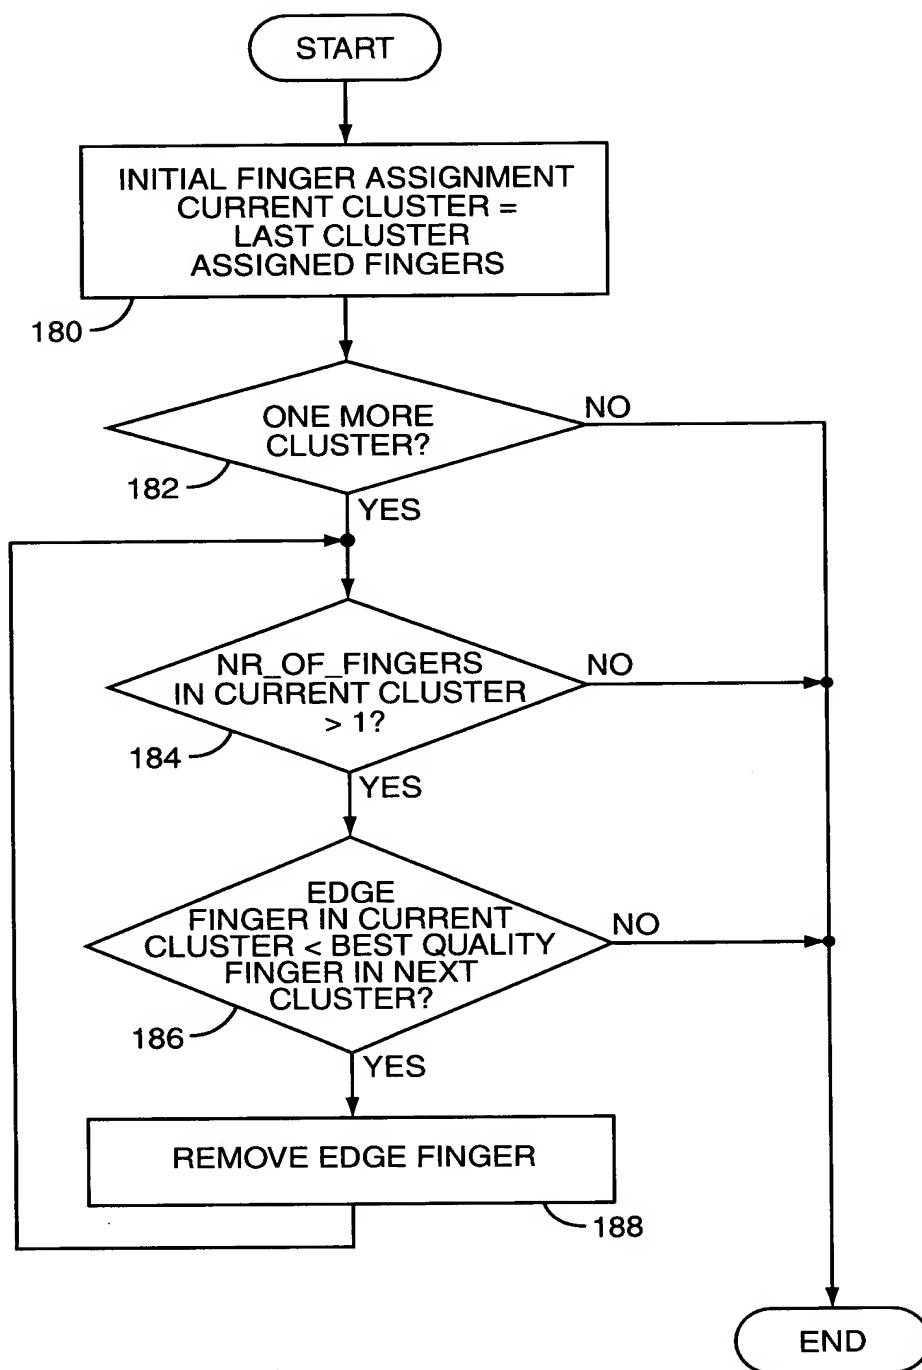 START
INITIAL FINGER ASSIGNMENT
CURRENT CLUSTER =
LAST CLUSTER
ASSIGNED FINGERS
180
ONE MORE
CLUSTER?
NO
182
YES
NR_OF_FINGERS
IN CURRENT CLUSTER
> 1?
NO
184
YES
EDGE
FINGER IN CURRENT
CLUSTER < BEST QUALITY
FINGER IN NEXT
CLUSTER?
NO
186
YES
REMOVE EDGE FINGER
188
END